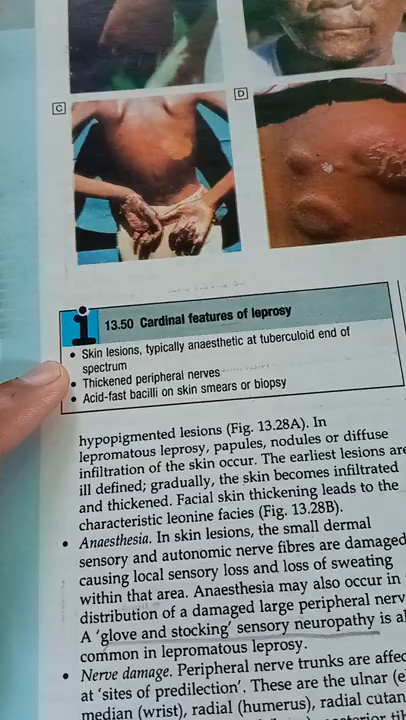 C
D
i
13.50 Cardinal features of leprosy
• Skin lesions, typically anaesthetic at tuberculoid end of
spectrum
• Thickened peripheral nerves
• Acid-fast bacilli on skin smears or biopsy
hypopigmented lesions (Fig. 13.28A). In
lepromatous leprosy, papules, nodules or diffuse
infiltration of the skin occur. The earliest lesions are
ill defined; gradually, the skin becomes infiltrated
and thickened. Facial skin thickening leads to the
characteristic leonine facies (Fig. 13.28B).
• Anaesthesia. In skin lesions, the small dermal
sensory and autonomic nerve fibres are damaged
causing local sensory loss and loss of sweating
within that area. Anaesthesia may also occur in
distribution of a damaged large peripheral nerv
A 'glove and stocking' sensory neuropathy is al
common in lepromatous leprosy.
• Nerve damage. Peripheral nerve trunks are affec
at 'sites of predilection'. These are the ulnar (e
median (wrist), radial (humerus), radial cutan